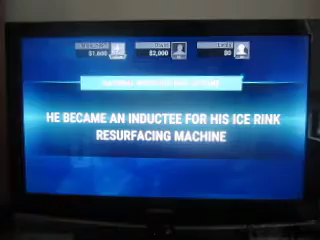 $1,600 $2,000 $0
HE BECAME AN INDUCTEE FOR HIS ICE RINK
RESURFACING MACHINE